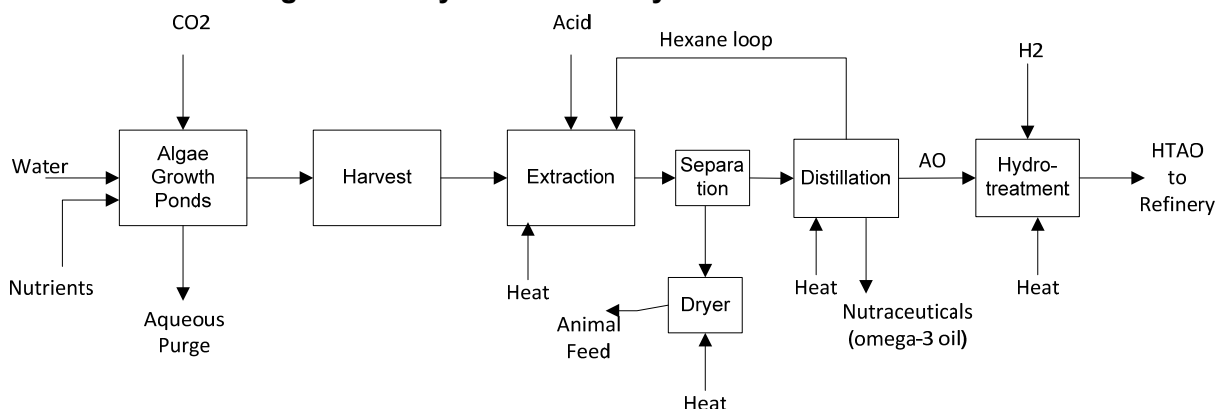 CO2
Acid
Hexane loop
H2
Water
Algae
Growth
Ponds
Harvest
Extraction
Separa
tion
Distillation
AO
Hydro-
treatment
HTAO
to
Refinery
Nutrients
Aqueous
Purge
Heat
Animal
Feed
Dryer
Heat
Heat
Nutraceuticals
(omega-3 oil)
Heat